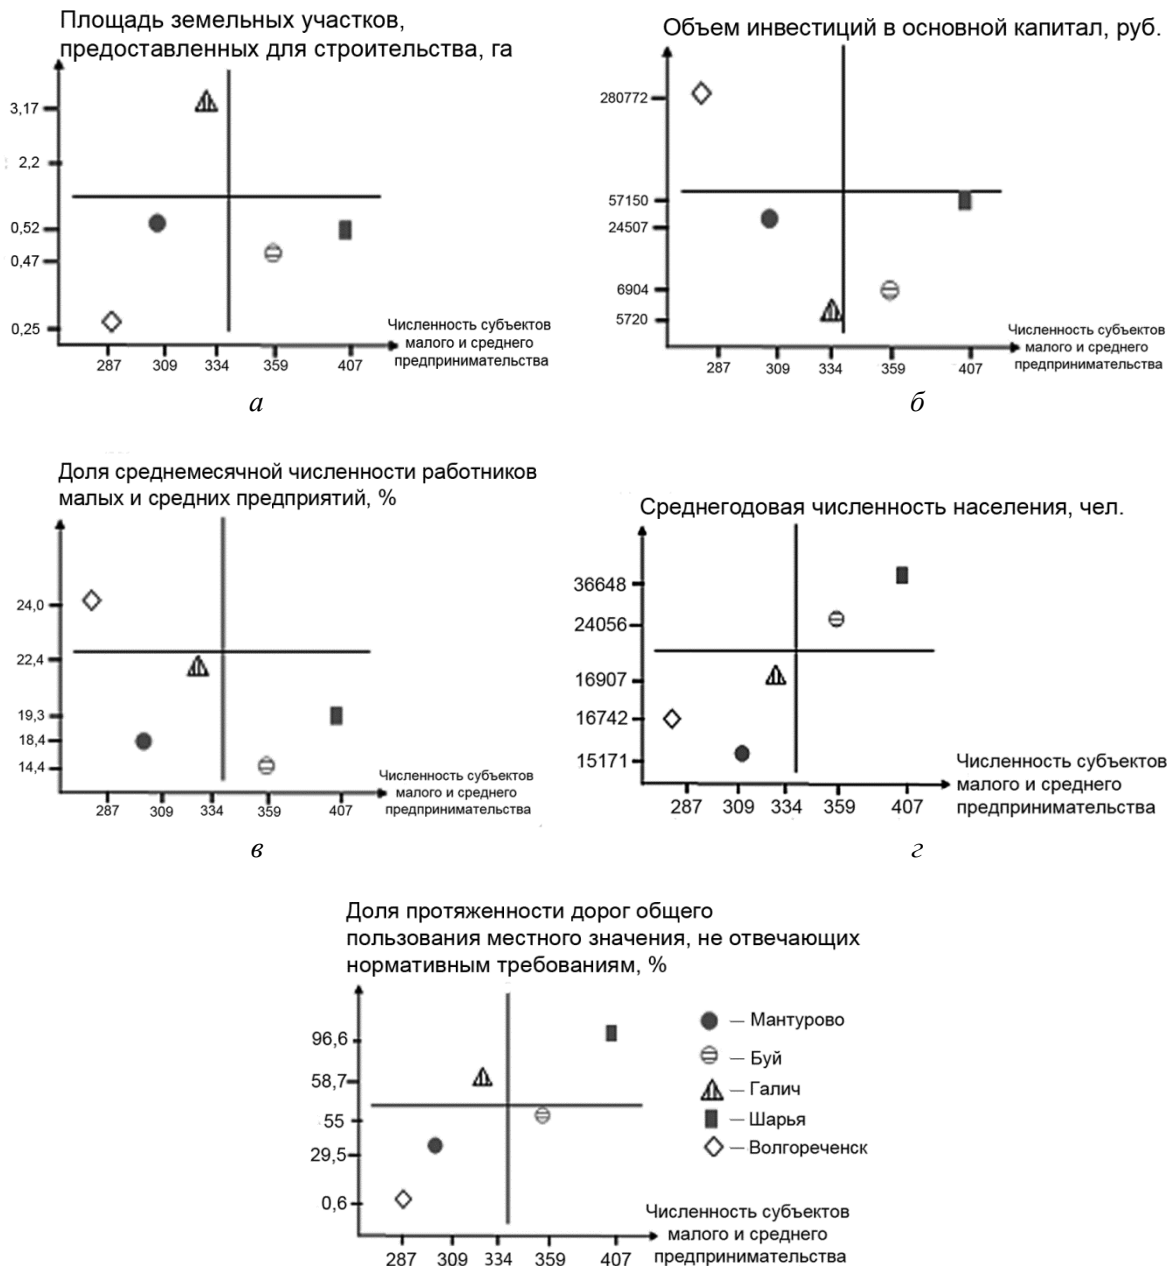 Площадь земельных участков,
предоставленных для строительства, га
3,17
2,2
0,52
0,47
0,25
287 309 334 359 407
Численность субъектов
малого и среднего
предпринимательства
а
Объем инвестиций в основной капитал, руб.
280772
57150
24507
6904
5720
287 309 334 359 407
Численность субъектов
малого и среднего
предпринимательства
б
Доля среднемесячной численности работников
малых и средних предприятий, %
24,0
22,4
19,3
18,4
14,4
287 309 334 359 407
Численность субъектов
малого и среднего
предпринимательства
в
Среднегодовая численность населения, чел.
36648
24056
16907
16742
15171
287 309 334 359 407
Численность субъектов
малого и среднего
предпринимательства
г
Доля протяженности дорог общего
пользования местного значения, не отвечающих
нормативным требованиям, %
96,6
58,7
55
29,5
0,6
287 309 334 359 407
Численность субъектов
малого и среднего
предпринимательства
— Мантурово
— Буй
— Галич
— Шарья
— Волгореченск